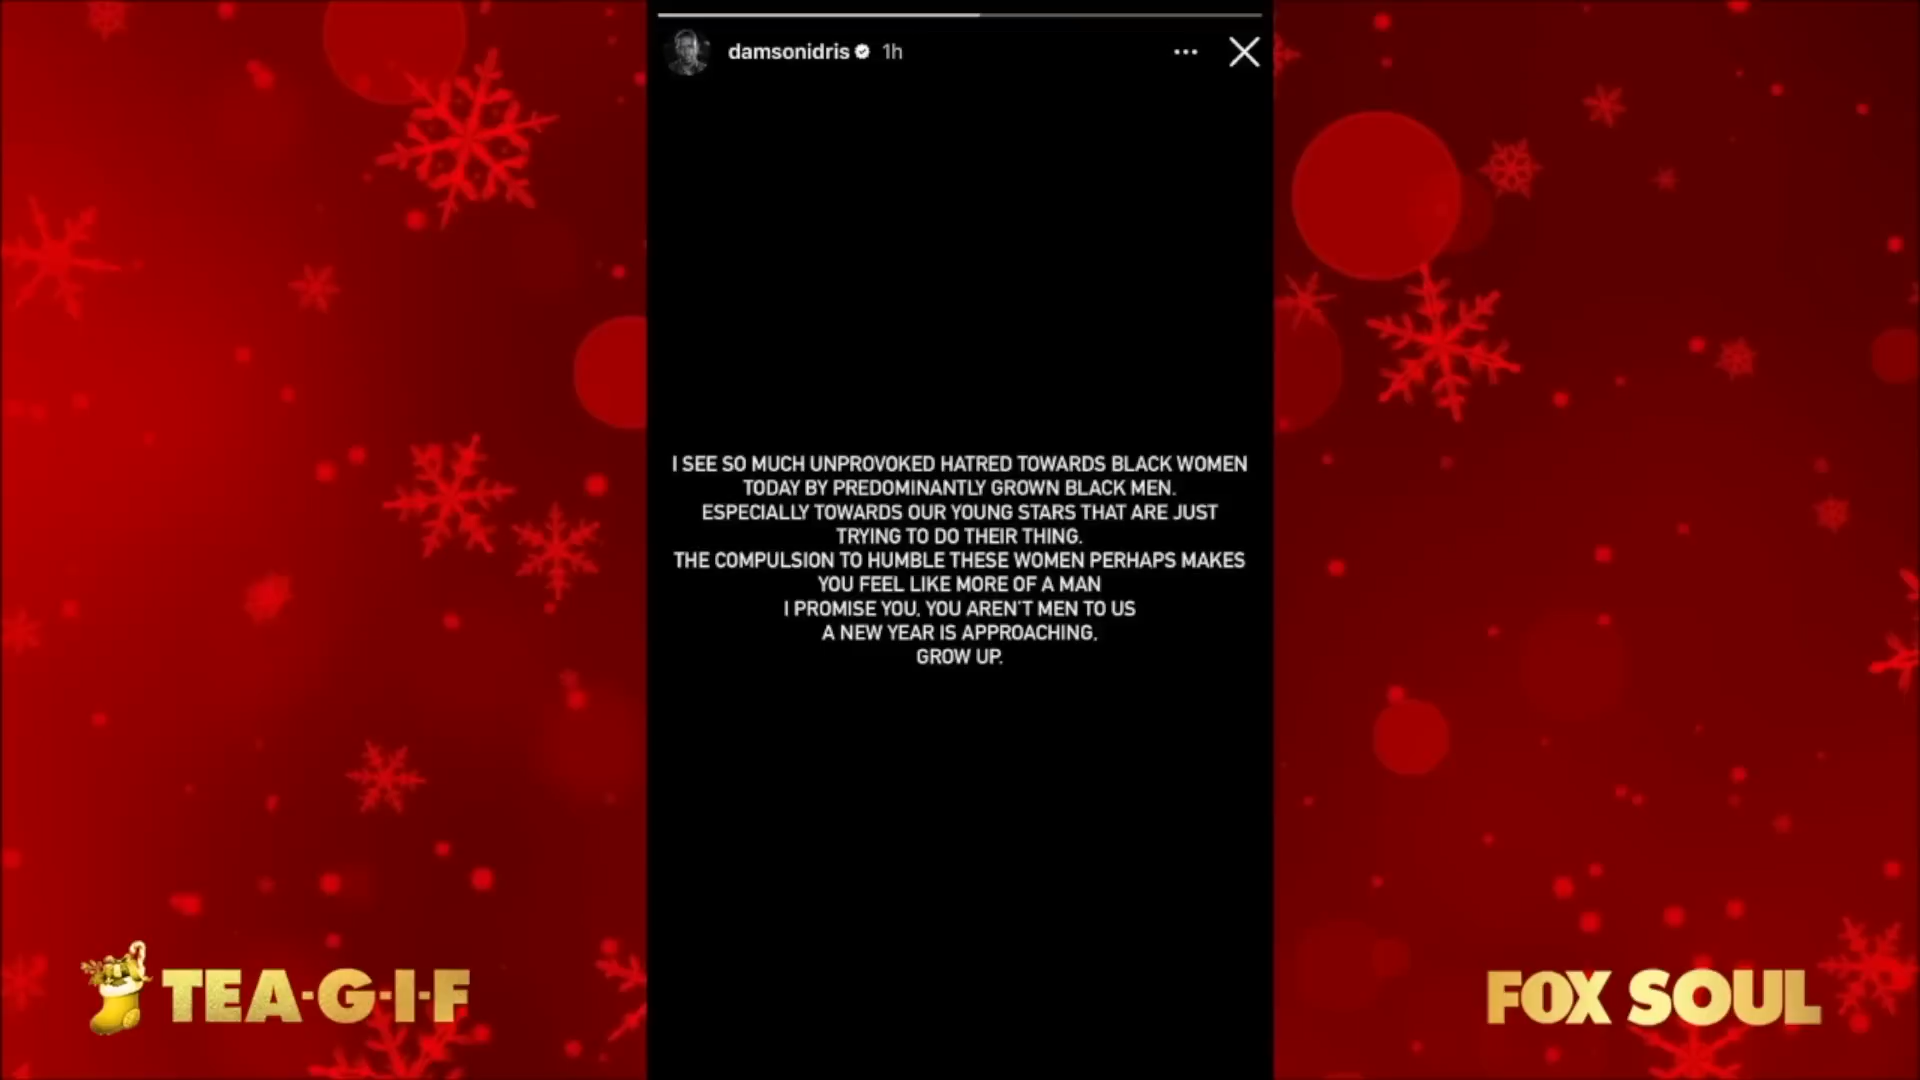 damsonidris 1h
I SEE SO MUCH UNPROVOKED HATRED TOWARDS BLACK WOMEN
TODAY BY PREDOMINANTLY GROWN BLACK MEN.
ESPECIALLY TOWARDS OUR YOUNG STARS THAT ARE JUST
TRYING TO DO THEIR THING.
THE COMPULSION TO HUMBLE THESE WOMEN PERHAPS MAKES
YOU FEEL LIKE MORE OF A MAN
I PROMISE YOU, YOU AREN'T MEN TO US
A NEW YEAR IS APPROACHING,
GROW UP.
TEA-G-I-F
FOX SOUL